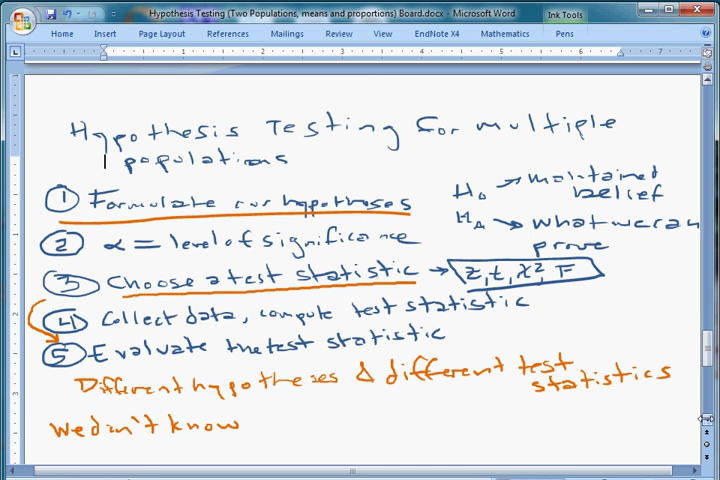 Hypothesis Testing (Two Populations, means and proportions) Board.docx - Microsoft Word
Ink Tools
Home Insert Page Layout References Mailings Review View EndNote X4 Mathematics Pens
Hypothesis Testing for multiple
populations
① Formulate our hypotheses
H0 → maintained
belief
HA → what we can
prove
② α = level of significance
③ Choose a test statistic → z, t, χ², F
④ Collect data, compute test statistic
⑤ Evaluate the test statistic
Different hypotheses & different test
statistics
We don't know